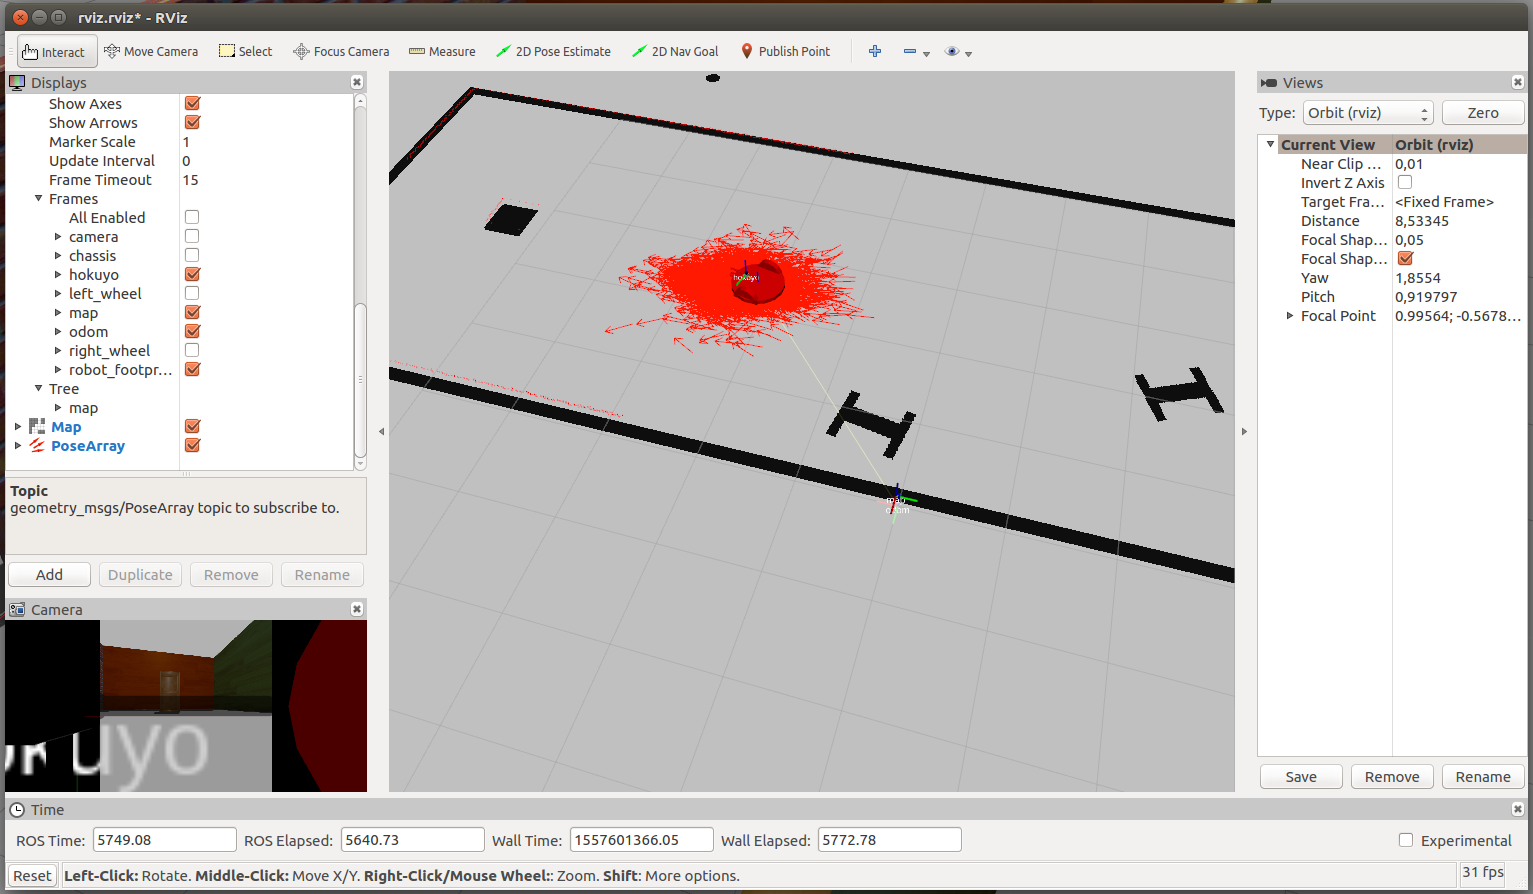 rviz.rviz* - RViz
Interact Move Camera Select Focus Camera Measure 2D Pose Estimate 2D Nav Goal Publish Point
Displays
Show Axes
Show Arrows
Marker Scale 1
Update Interval 0
Frame Timeout 15
Frames
All Enabled
camera
chassis
hokuyo
left_wheel
map
odom
right_wheel
robot_footpr...
Tree
map
Map
PoseArray
Topic
geometry_msgs/PoseArray topic to subscribe to.
Add Duplicate Remove Rename
Camera
okuyo
hokuyo
map
odom
Views
Type: Orbit (rviz) Zero
Current View Orbit (rviz)
Near Clip ... 0,01
Invert Z Axis
Target Fra... <Fixed Frame>
Distance 8,53345
Focal Shap... 0,05
Focal Shap...
Yaw 1,8554
Pitch 0,919797
Focal Point 0.99564; -0.5678...
Save Remove Rename
Time
ROS Time: 5749.08 ROS Elapsed: 5640.73 Wall Time: 1557601366.05 Wall Elapsed: 5772.78 Experimental
Reset Left-Click: Rotate. Middle-Click: Move X/Y. Right-Click/Mouse Wheel:: Zoom. Shift: More options. 31 fps